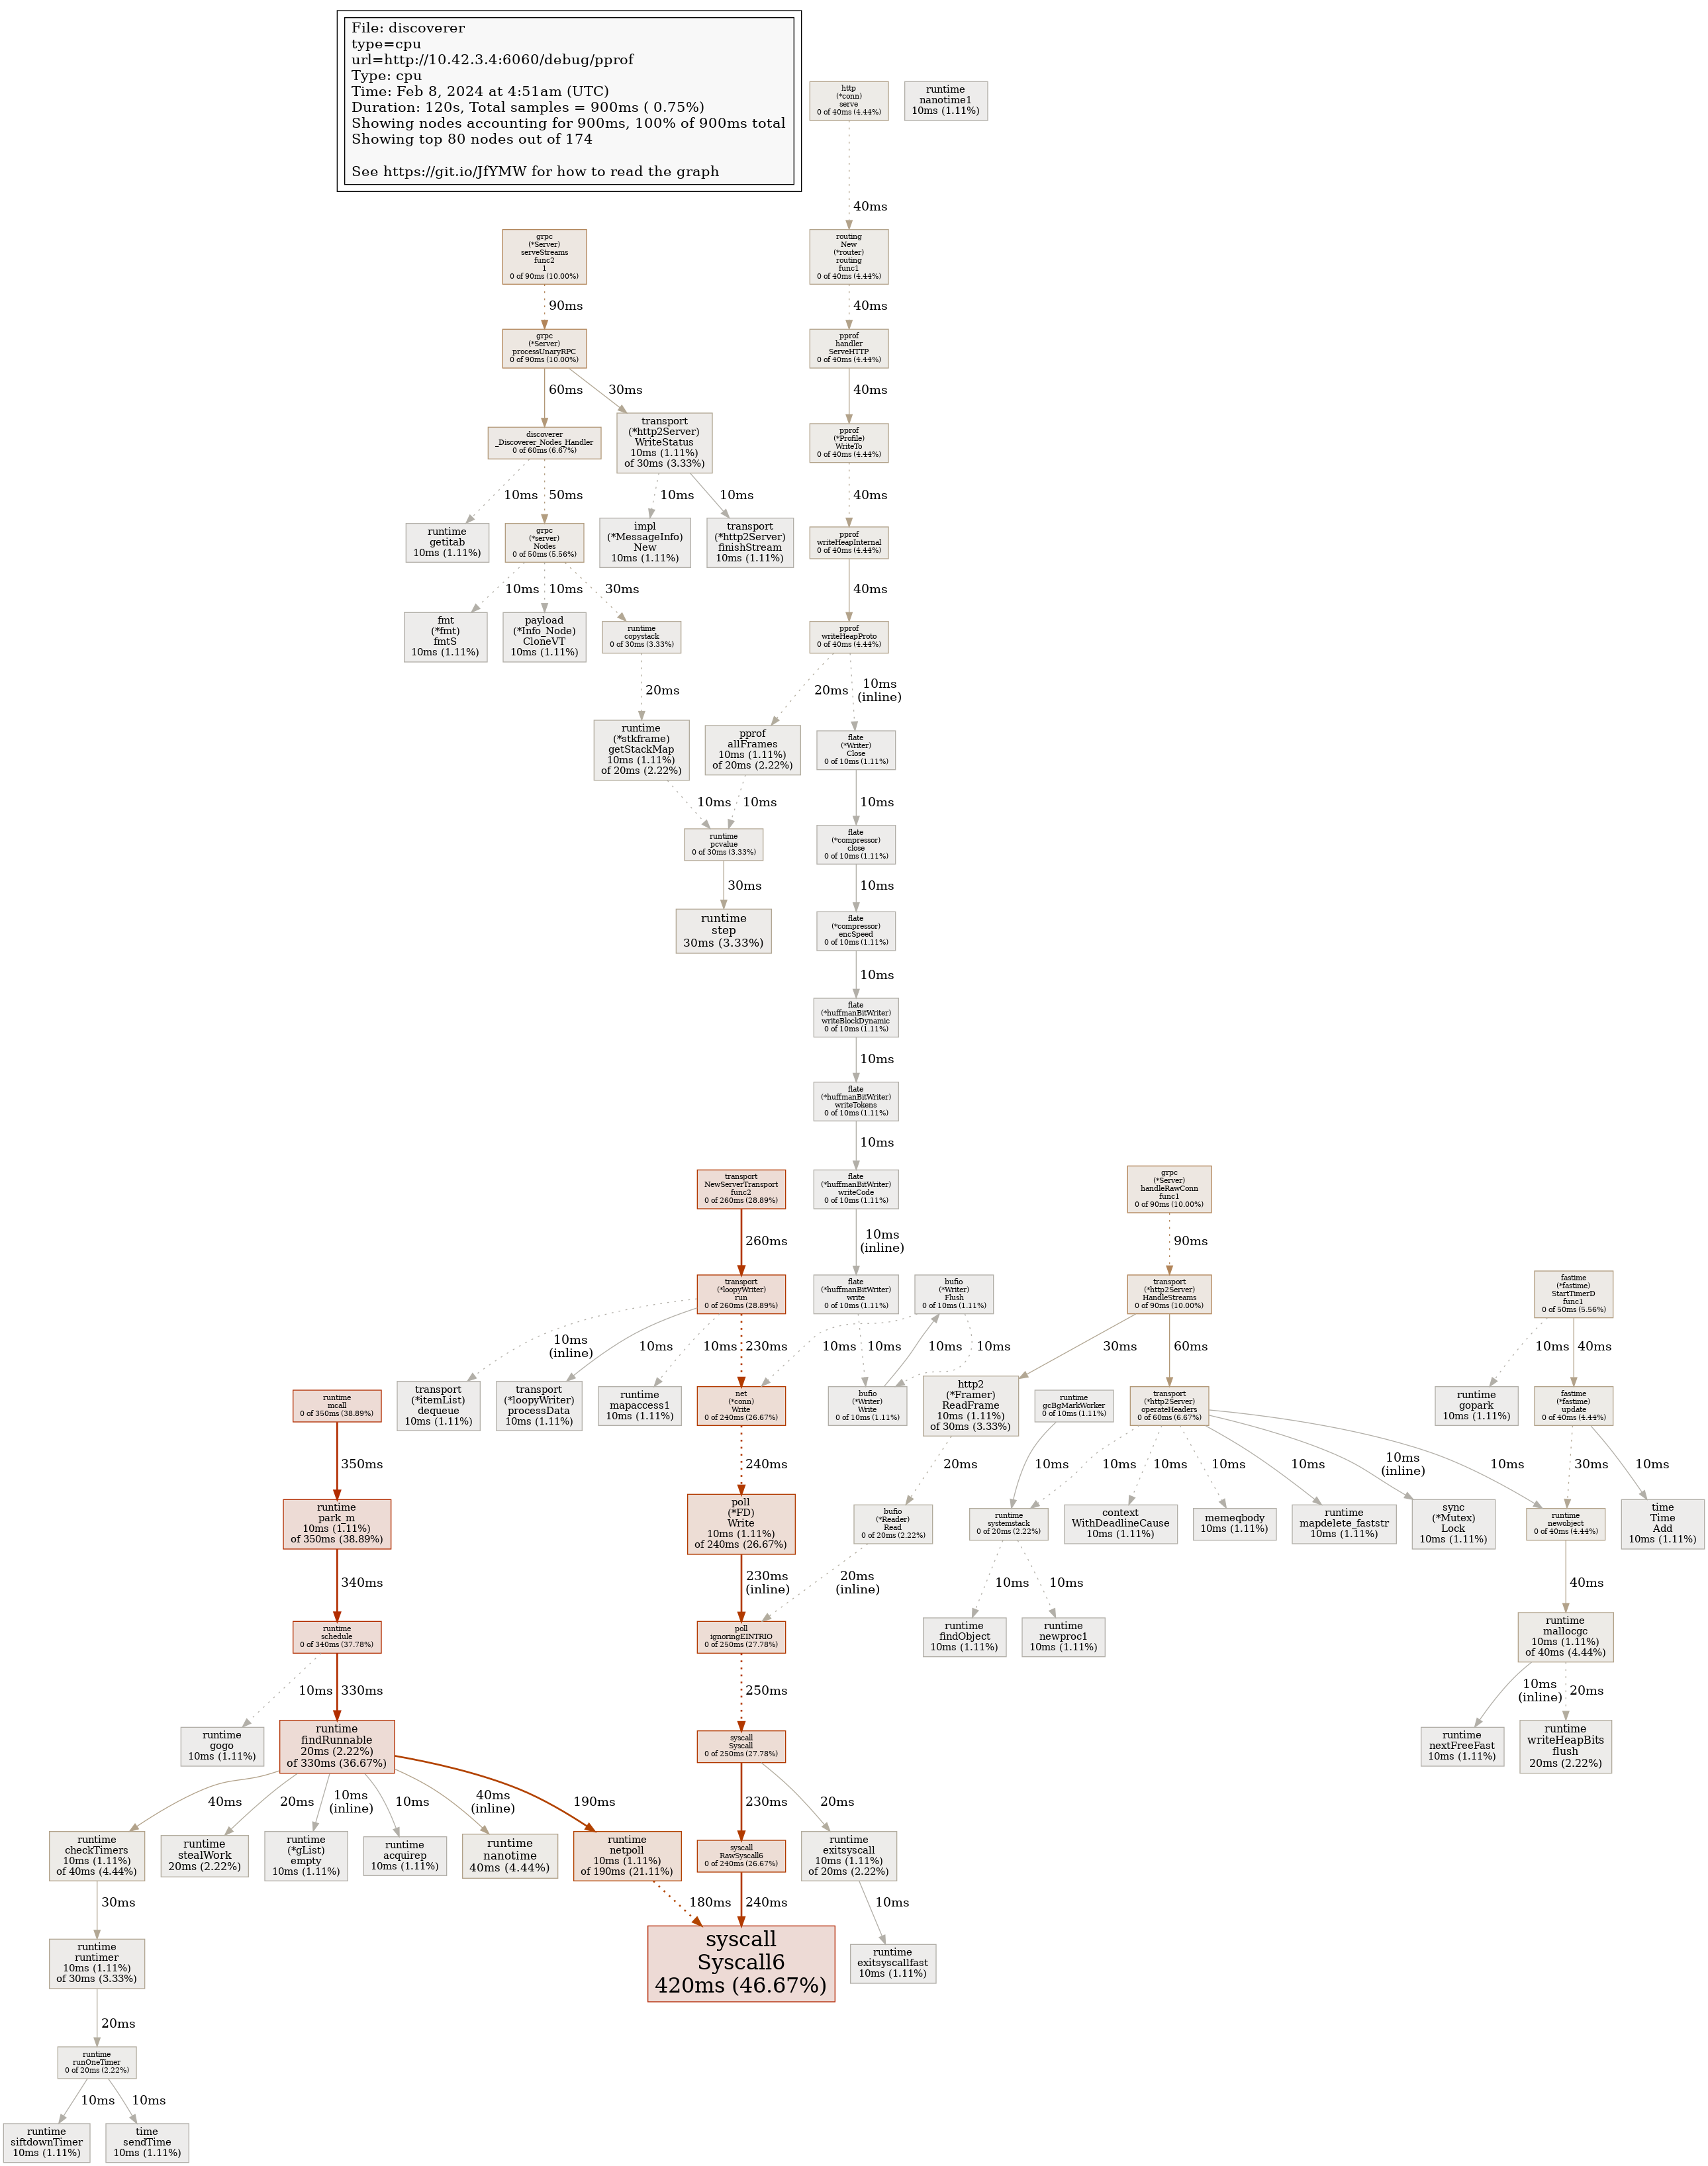 File: discoverer
type=cpu
url=http://10.42.3.4:6060/debug/pprof
Type: cpu
Time: Feb 8, 2024 at 4:51am (UTC)
Duration: 120s, Total samples = 900ms ( 0.75%)
Showing nodes accounting for 900ms, 100% of 900ms total
Showing top 80 nodes out of 174
See https://git.io/JfYMW for how to read the graph
http
(*conn)
serve
0 of 40ms (4.44%)
runtime
nanotime1
10ms (1.11%)
40ms
grpc
(*Server)
serveStreams
func2
1
0 of 90ms (10.00%)
routing
New
(*router)
routing
func1
0 of 40ms (4.44%)
90ms
40ms
grpc
(*Server)
processUnaryRPC
0 of 90ms (10.00%)
pprof
handler
ServeHTTP
0 of 40ms (4.44%)
60ms
30ms
40ms
discoverer
_Discoverer_Nodes_Handler
0 of 60ms (6.67%)
transport
(*http2Server)
WriteStatus
10ms (1.11%)
of 30ms (3.33%)
pprof
(*Profile)
WriteTo
0 of 40ms (4.44%)
10ms
50ms
10ms
10ms
40ms
runtime
getitab
10ms (1.11%)
grpc
(*server)
Nodes
0 of 50ms (5.56%)
impl
(*MessageInfo)
New
10ms (1.11%)
transport
(*http2Server)
finishStream
10ms (1.11%)
pprof
writeHeapInternal
0 of 40ms (4.44%)
10ms
10ms
30ms
40ms
fmt
(*fmt)
fmtS
10ms (1.11%)
payload
(*Info_Node)
CloneVT
10ms (1.11%)
runtime
copystack
0 of 30ms (3.33%)
pprof
writeHeapProto
0 of 40ms (4.44%)
20ms
20ms
10ms
(inline)
runtime
(*stkframe)
getStackMap
10ms (1.11%)
of 20ms (2.22%)
pprof
allFrames
10ms (1.11%)
of 20ms (2.22%)
flate
(*Writer)
Close
0 of 10ms (1.11%)
10ms
10ms
10ms
runtime
pcvalue
0 of 30ms (3.33%)
flate
(*compressor)
close
0 of 10ms (1.11%)
30ms
10ms
runtime
step
30ms (3.33%)
flate
(*compressor)
encSpeed
0 of 10ms (1.11%)
10ms
flate
(*huffmanBitWriter)
writeBlockDynamic
0 of 10ms (1.11%)
10ms
flate
(*huffmanBitWriter)
writeTokens
0 of 10ms (1.11%)
10ms
transport
NewServerTransport
func2
0 of 260ms (28.89%)
flate
(*huffmanBitWriter)
writeCode
0 of 10ms (1.11%)
grpc
(*Server)
handleRawConn
func1
0 of 90ms (10.00%)
260ms
10ms
(inline)
90ms
transport
(*loopyWriter)
run
0 of 260ms (28.89%)
flate
(*huffmanBitWriter)
write
0 of 10ms (1.11%)
bufio
(*Writer)
Flush
0 of 10ms (1.11%)
transport
(*http2Server)
HandleStreams
0 of 90ms (10.00%)
fastime
(*fastime)
StartTimerD
func1
0 of 50ms (5.56%)
10ms
(inline)
10ms
10ms
230ms
10ms
10ms
10ms
10ms
30ms
60ms
10ms
40ms
runtime
mcall
0 of 350ms (38.89%)
transport
(*itemList)
dequeue
10ms (1.11%)
transport
(*loopyWriter)
processData
10ms (1.11%)
runtime
mapaccess1
10ms (1.11%)
net
(*conn)
Write
0 of 240ms (26.67%)
bufio
(*Writer)
Write
0 of 10ms (1.11%)
http2
(*Framer)
ReadFrame
10ms (1.11%)
of 30ms (3.33%)
runtime
gcBgMarkWorker
0 of 10ms (1.11%)
transport
(*http2Server)
operateHeaders
0 of 60ms (6.67%)
runtime
gopark
10ms (1.11%)
fastime
(*fastime)
update
0 of 40ms (4.44%)
350ms
240ms
20ms
10ms
10ms
10ms
10ms
10ms
10ms
(inline)
10ms
30ms
10ms
runtime
park_m
10ms (1.11%)
of 350ms (38.89%)
poll
(*FD)
Write
10ms (1.11%)
of 240ms (26.67%)
bufio
(*Reader)
Read
0 of 20ms (2.22%)
runtime
systemstack
0 of 20ms (2.22%)
context
WithDeadlineCause
10ms (1.11%)
memeqbody
10ms (1.11%)
runtime
mapdelete_faststr
10ms (1.11%)
sync
(*Mutex)
Lock
10ms (1.11%)
runtime
newobject
0 of 40ms (4.44%)
time
Time
Add
10ms (1.11%)
340ms
230ms
(inline)
20ms
(inline)
10ms
10ms
40ms
runtime
schedule
0 of 340ms (37.78%)
poll
ignoringEINTRIO
0 of 250ms (27.78%)
runtime
findObject
10ms (1.11%)
runtime
newproc1
10ms (1.11%)
runtime
mallocgc
10ms (1.11%)
of 40ms (4.44%)
10ms
330ms
250ms
10ms
(inline)
20ms
runtime
gogo
10ms (1.11%)
runtime
findRunnable
20ms (2.22%)
of 330ms (36.67%)
syscall
Syscall
0 of 250ms (27.78%)
runtime
nextFreeFast
10ms (1.11%)
runtime
writeHeapBits
flush
20ms (2.22%)
40ms
20ms
10ms
(inline)
10ms
40ms
(inline)
190ms
230ms
20ms
runtime
checkTimers
10ms (1.11%)
of 40ms (4.44%)
runtime
stealWork
20ms (2.22%)
runtime
(*gList)
empty
10ms (1.11%)
runtime
acquirep
10ms (1.11%)
runtime
nanotime
40ms (4.44%)
runtime
netpoll
10ms (1.11%)
of 190ms (21.11%)
syscall
RawSyscall6
0 of 240ms (26.67%)
runtime
exitsyscall
10ms (1.11%)
of 20ms (2.22%)
30ms
180ms
240ms
10ms
runtime
runtimer
10ms (1.11%)
of 30ms (3.33%)
syscall
Syscall6
420ms (46.67%)
runtime
exitsyscallfast
10ms (1.11%)
20ms
runtime
runOneTimer
0 of 20ms (2.22%)
10ms
10ms
runtime
siftdownTimer
10ms (1.11%)
time
sendTime
10ms (1.11%)